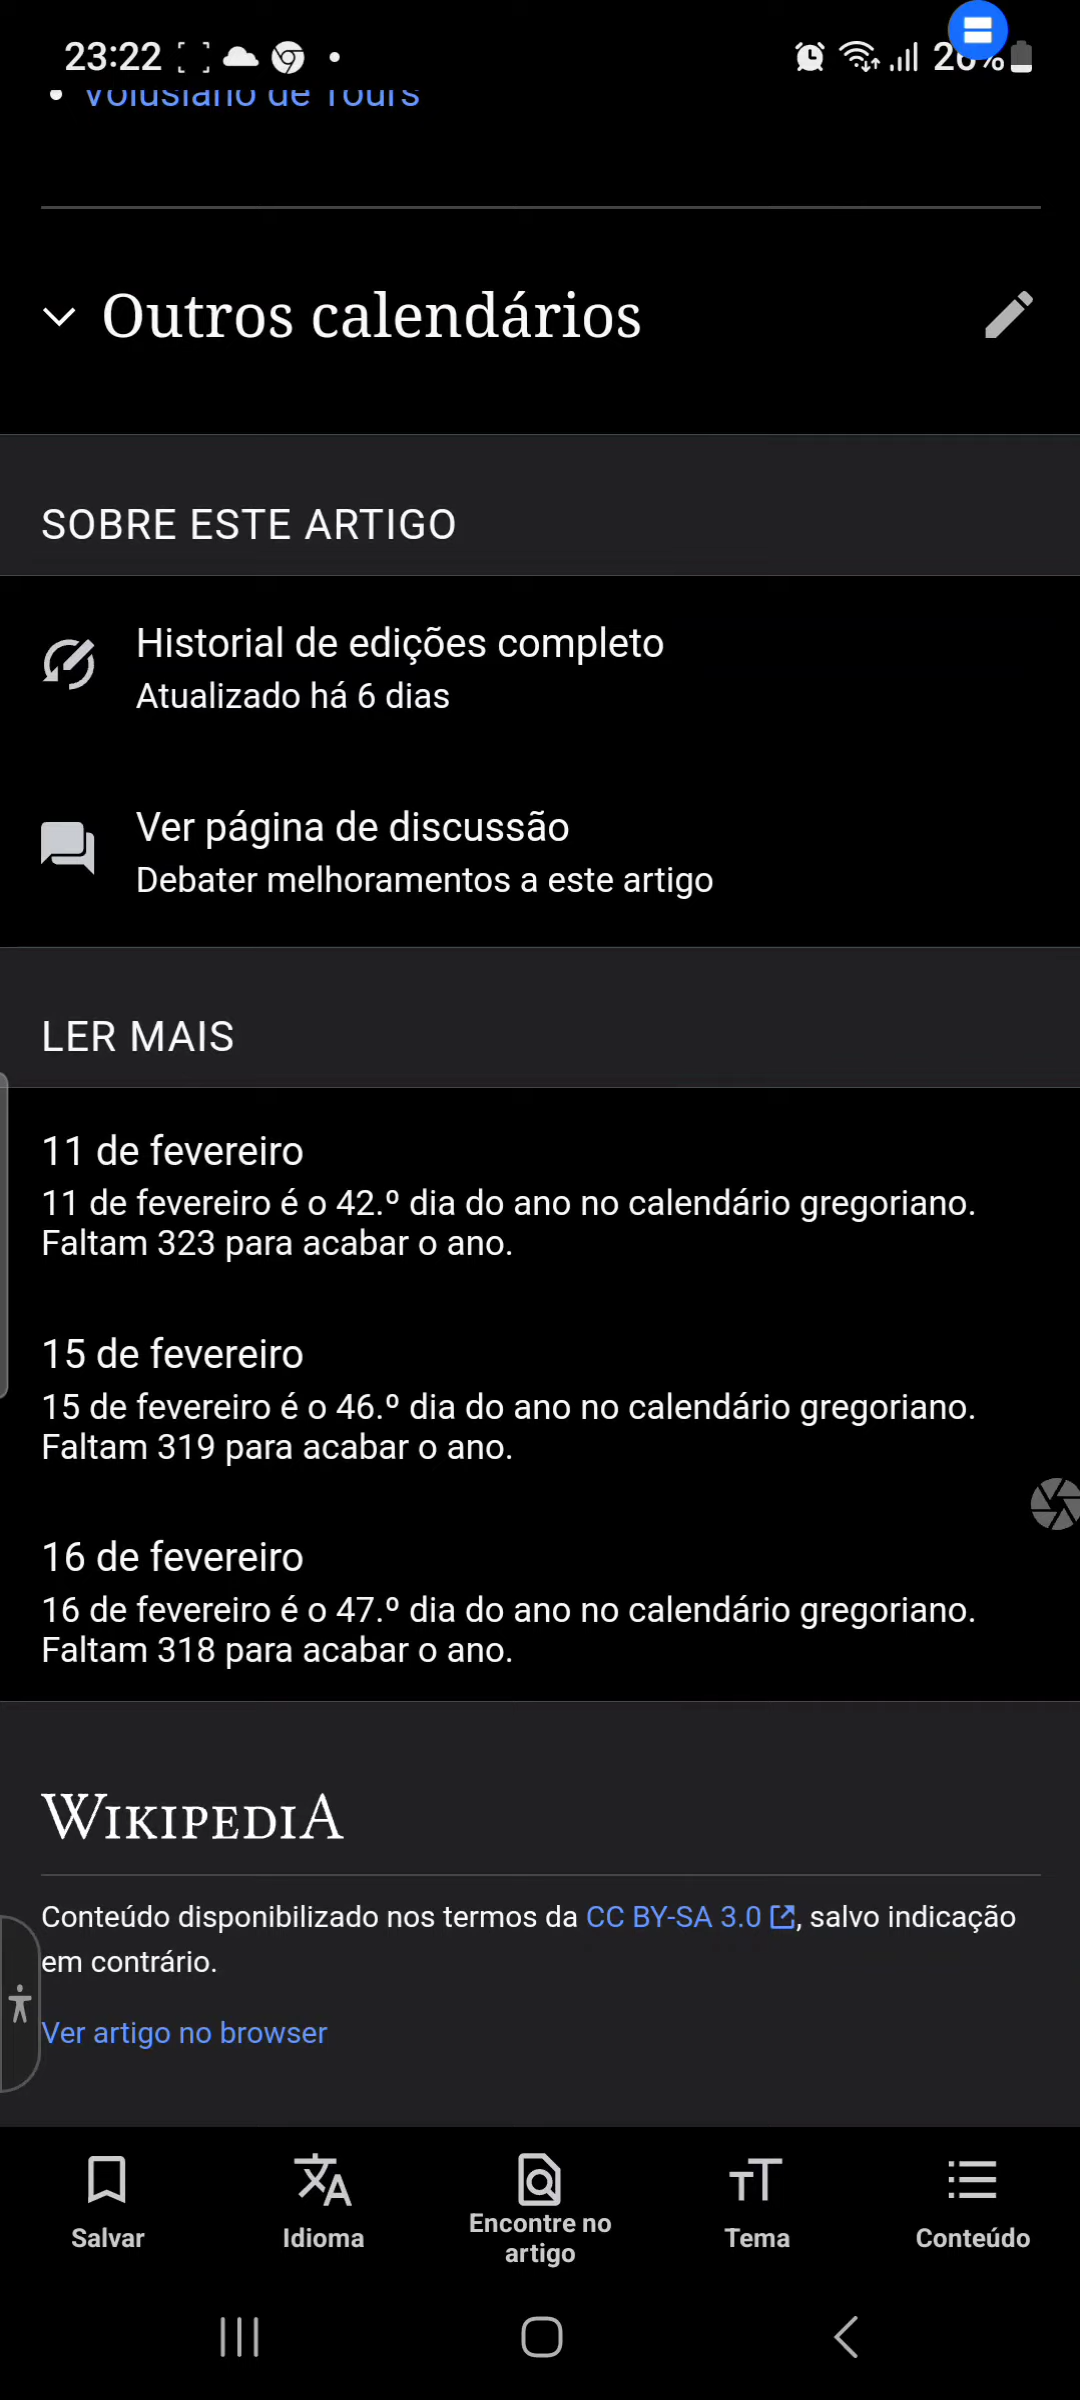 23:22
26%
Volusiano de Tours
Outros calendários
SOBRE ESTE ARTIGO
Historial de edições completo
Atualizado há 6 dias
Ver página de discussão
Debater melhoramentos a este artigo
LER MAIS
11 de fevereiro
11 de fevereiro é o 42.º dia do ano no calendário gregoriano.
Faltam 323 para acabar o ano.
15 de fevereiro
15 de fevereiro é o 46.º dia do ano no calendário gregoriano.
Faltam 319 para acabar o ano.
16 de fevereiro
16 de fevereiro é o 47.º dia do ano no calendário gregoriano.
Faltam 318 para acabar o ano.
WIKIPEDIA
Conteúdo disponibilizado nos termos da CC BY-SA 3.0, salvo indicação
em contrário.
Ver artigo no browser
Salvar
Idioma
Encontre no
artigo
Tema
Conteúdo